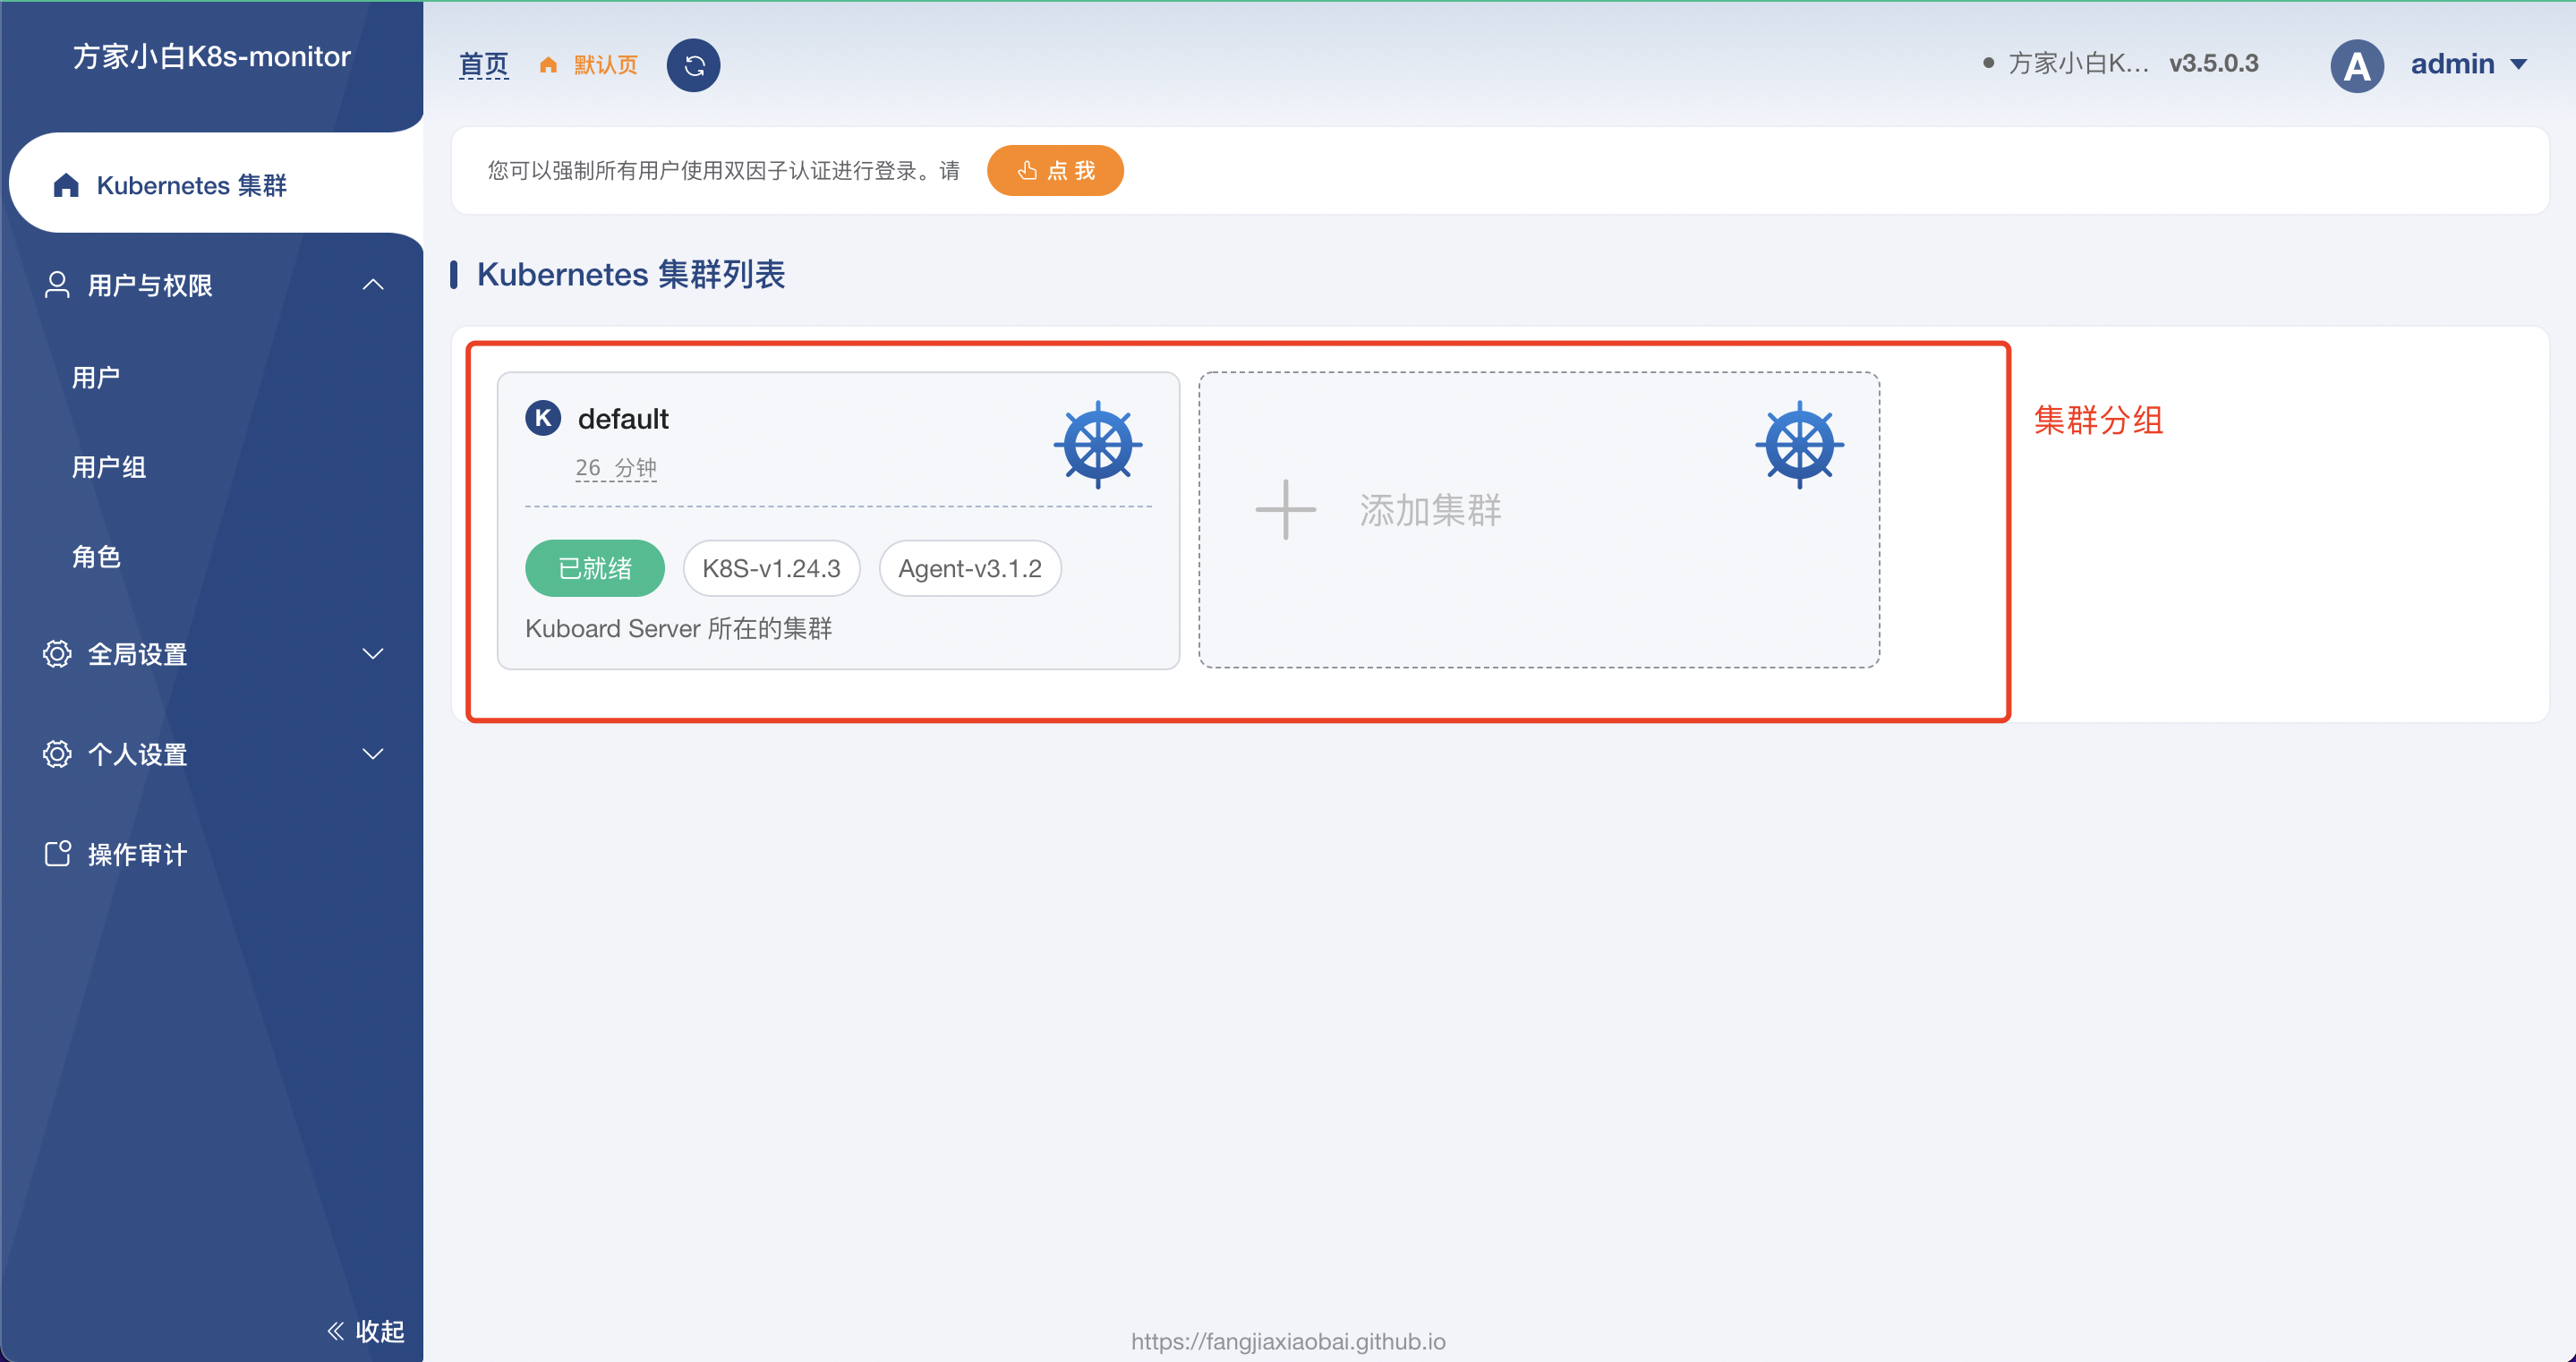 方家小白K8s-monitor
Kubernetes 集群
用户与权限
用户
用户组
角色
全局设置
个人设置
操作审计
收起
首页 默认页
方家小白K... v3.5.0.3 A admin
您可以强制所有用户使用双因子认证进行登录。请 点 我
Kubernetes 集群列表
K default
26 分钟
已就绪 K8S-v1.24.3 Agent-v3.1.2
Kuboard Server 所在的集群
添加集群
集群分组
https://fangjiaxiaobai.github.io